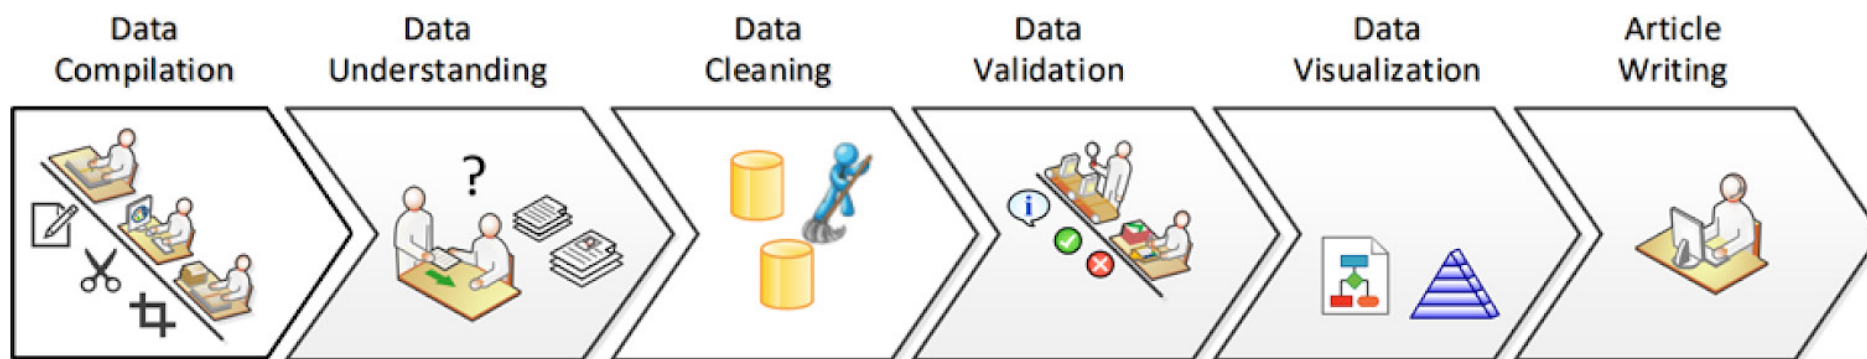 Data
Compilation
Data
Understanding
Data
Cleaning
Data
Validation
Data
Visualization
Article
Writing
?
i